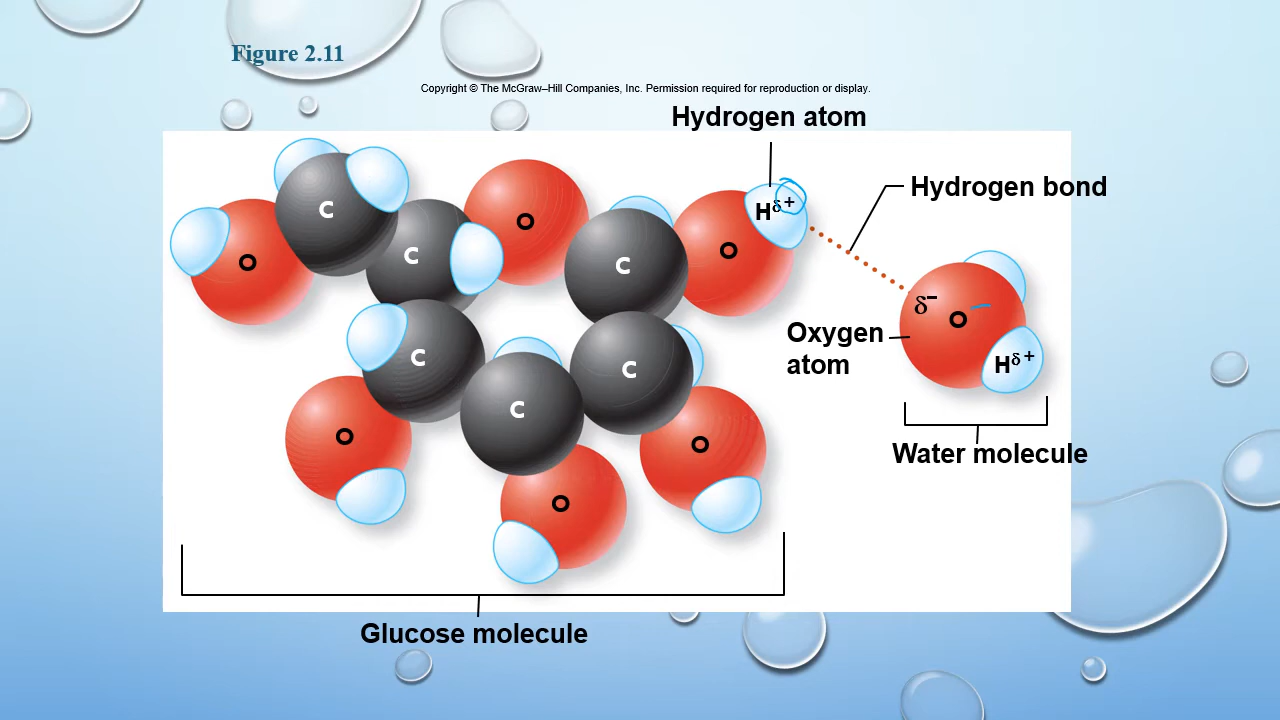 Figure 2.11
Copyright © The McGraw–Hill Companies, Inc. Permission required for reproduction or display.
Hydrogen atom
Hydrogen bond
C
O
C
O
C
O
Hδ+
δ−
O
Hδ+
Oxygen
atom
C
C
C
O
O
O
Water molecule
Glucose molecule